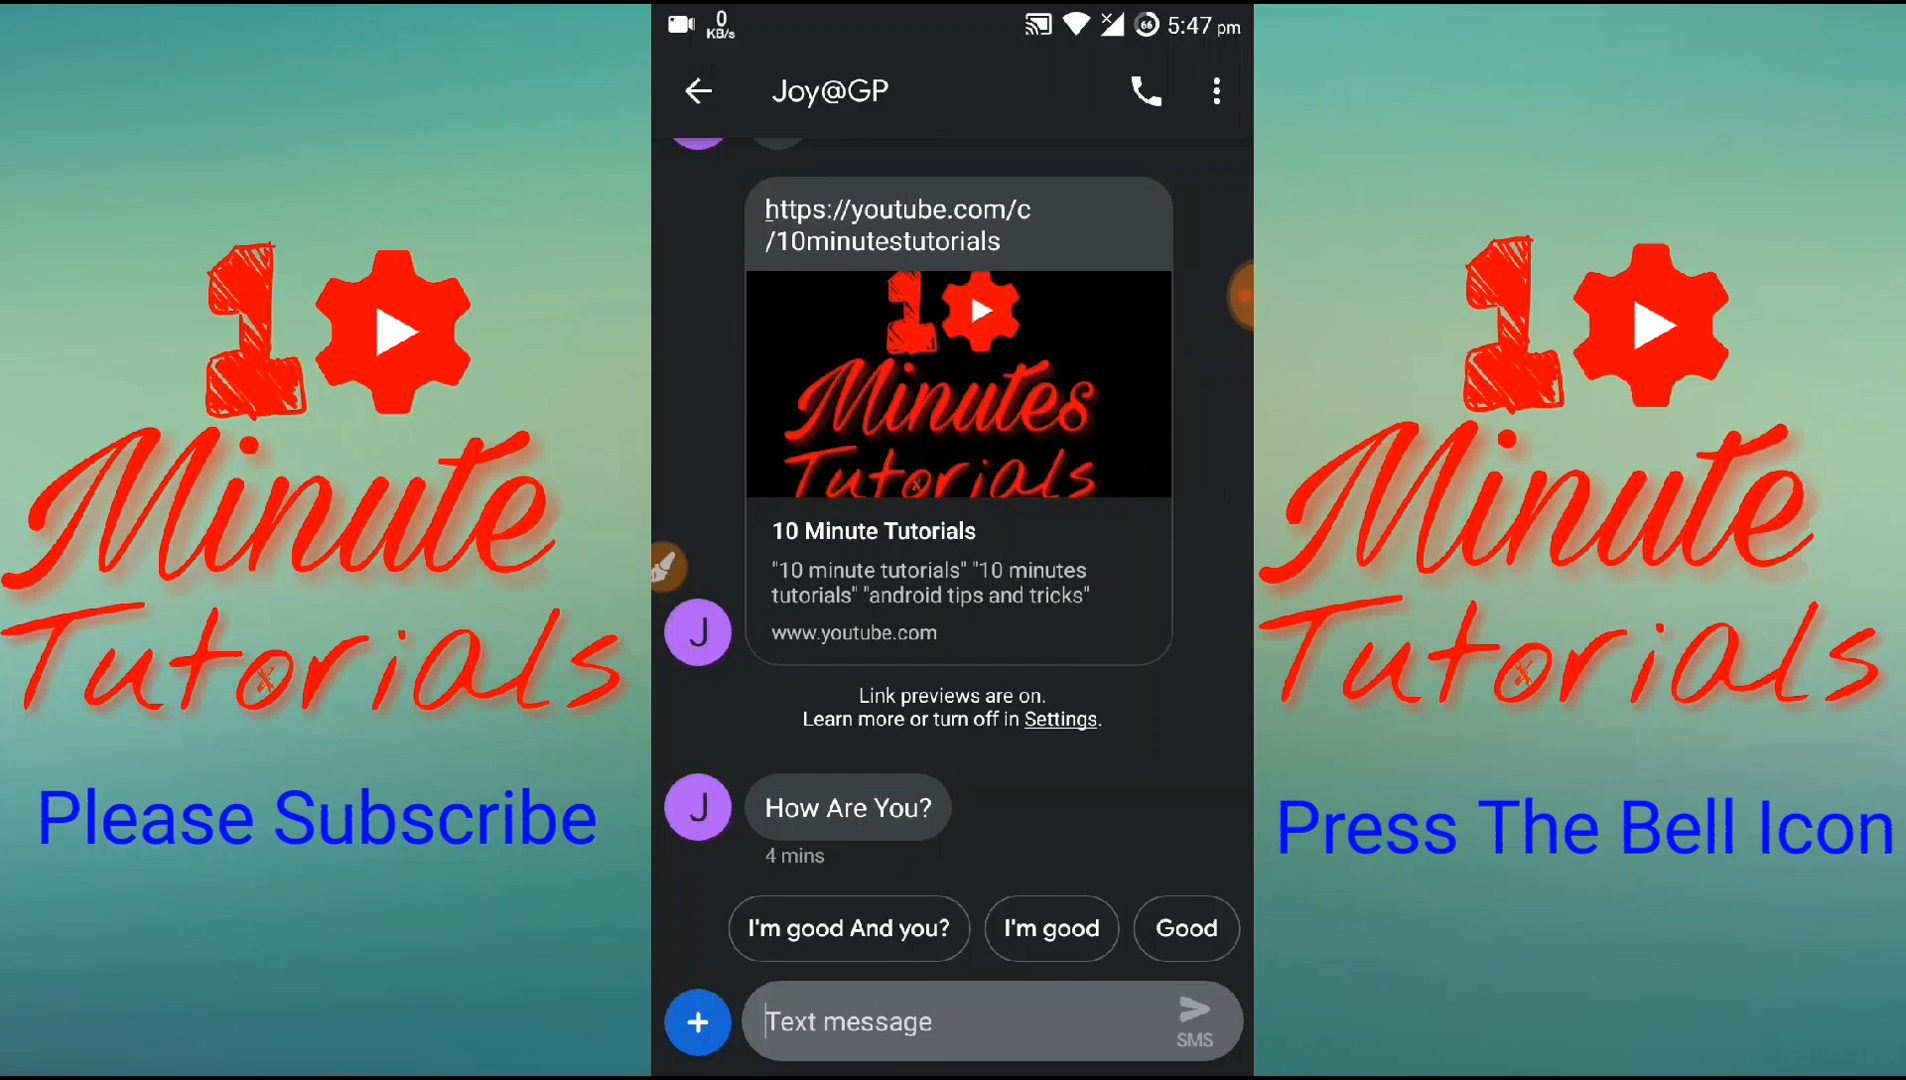 10
Minute
Tutorials
Please Subscribe
0
KB/s
66
5:47 pm
Joy@GP
https://youtube.com/c
/10minutestutorials
10
Minutes
Tutorials
10 Minute Tutorials
"10 minute tutorials" "10 minutes
tutorials" "android tips and tricks"
www.youtube.com
J
Link previews are on.
Learn more or turn off in Settings.
J
How Are You?
4 mins
I'm good And you?
I'm good
Good
+
Text message
SMS
10
Minute
Tutorials
Press The Bell Icon